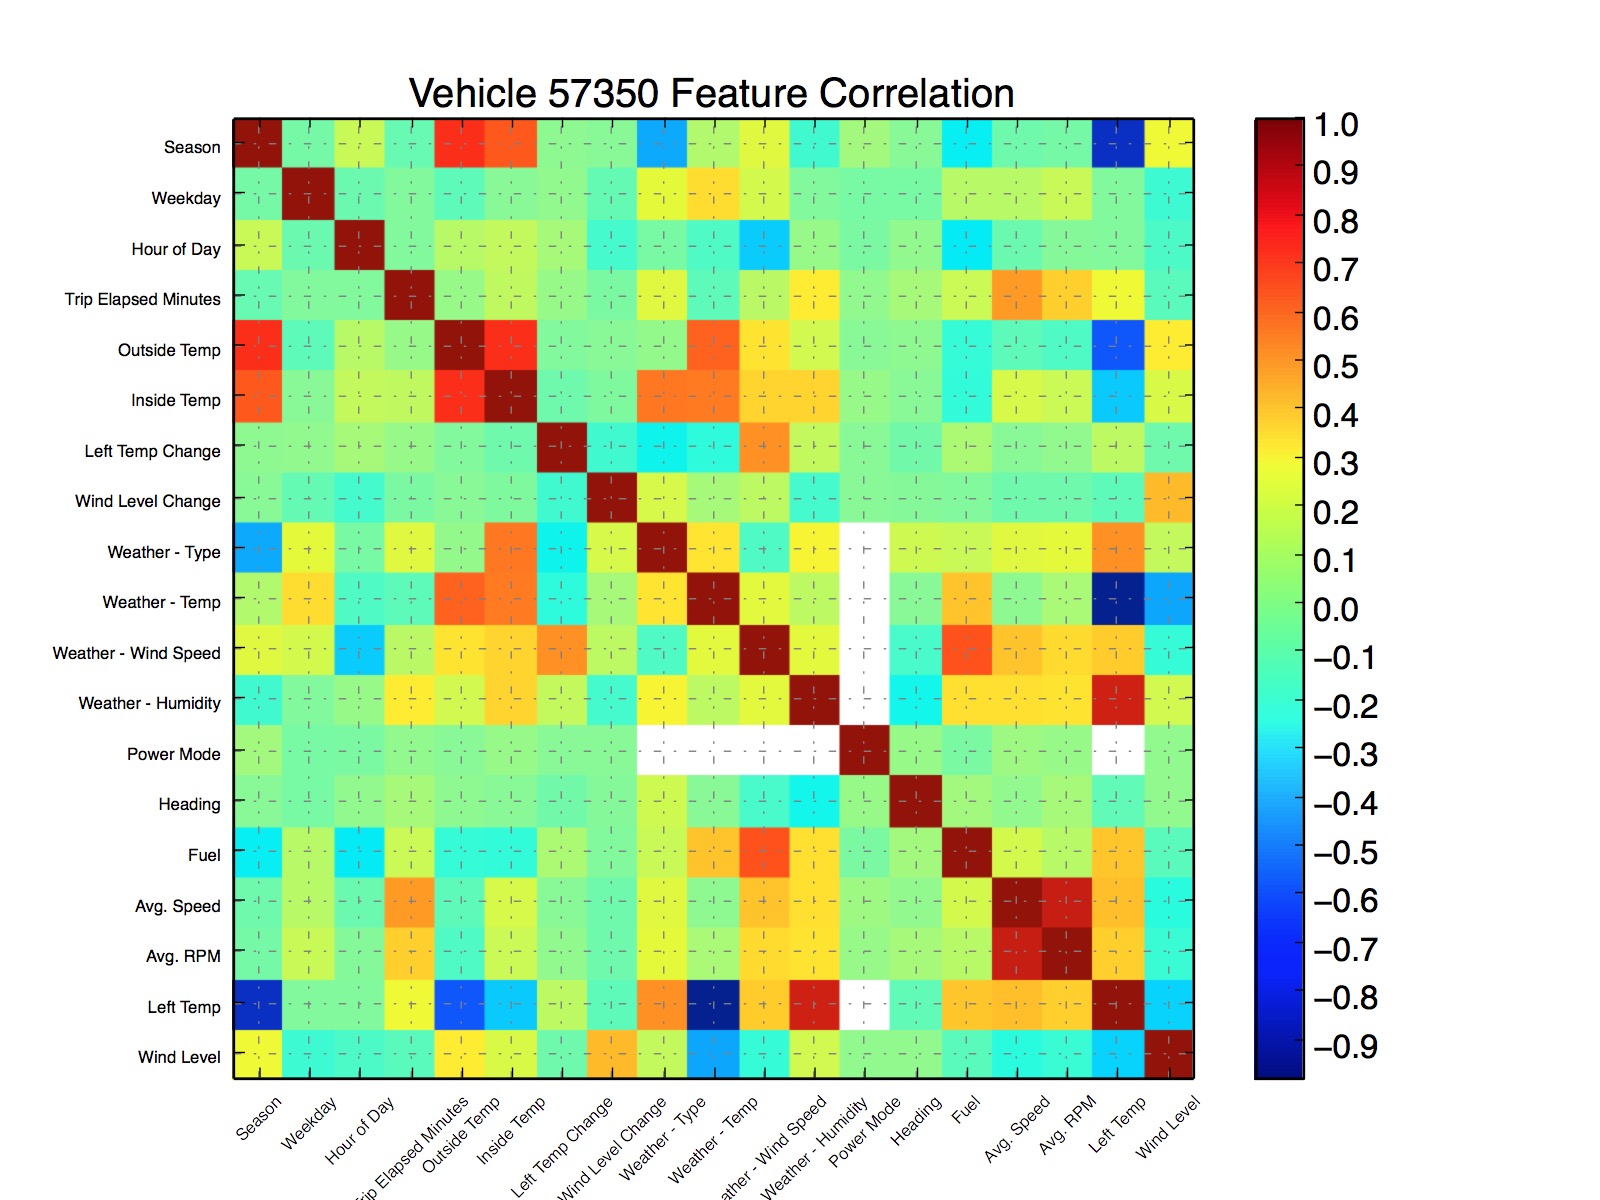 Vehicle 57350 Feature Correlation
Season
Weekday
Hour of Day
Trip Elapsed Minutes
Outside Temp
Inside Temp
Left Temp Change
Wind Level Change
Weather - Type
Weather - Temp
Weather - Wind Speed
Weather - Humidity
Power Mode
Heading
Fuel
Avg. Speed
Avg. RPM
Left Temp
Wind Level
1.0
0.9
0.8
0.7
0.6
0.5
0.4
0.3
0.2
0.1
0.0
−0.1
−0.2
−0.3
−0.4
−0.5
−0.6
−0.7
−0.8
−0.9
Season
Weekday
Hour of Day
Trip Elapsed Minutes
Outside Temp
Inside Temp
Left Temp Change
Wind Level Change
Weather - Type
Weather - Temp
ather - Wind Speed
Weather - Humidity
Power Mode
Heading
Fuel
Avg. Speed
Avg. RPM
Left Temp
Wind Level